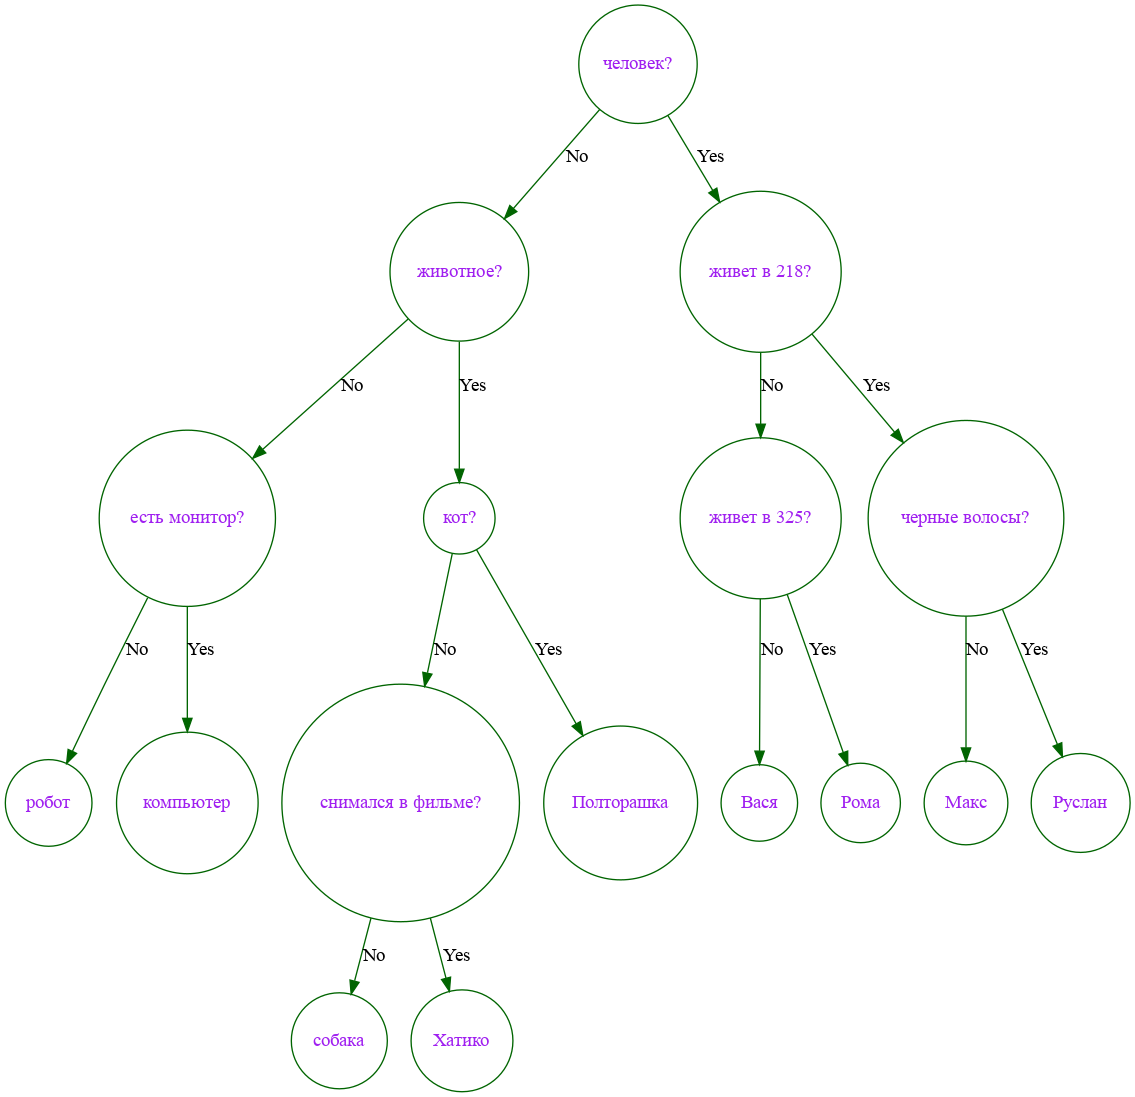 человек?
No
Yes
животное?
живет в 218?
No
Yes
No
Yes
есть монитор?
кот?
живет в 325?
черные волосы?
No
Yes
No
Yes
No
Yes
No
Yes
робот
компьютер
снимался в фильме?
Полторашка
Вася
Рома
Макс
Руслан
No
Yes
собака
Хатико